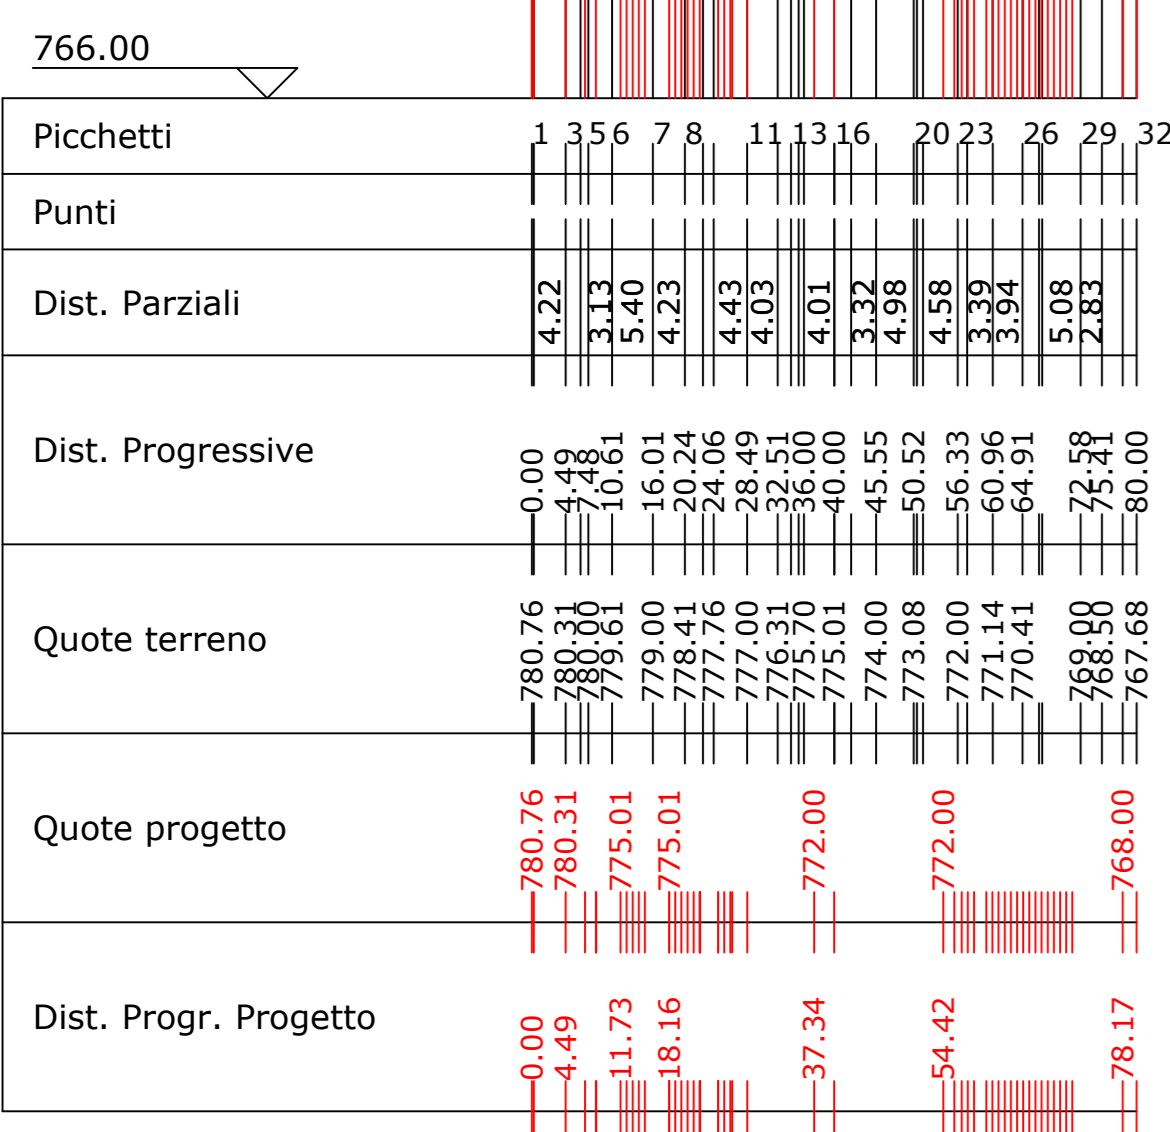 766.00
Picchetti 1 3 5 6 7 8 11 13 16 20 23 26 29 32
Punti
Dist. Parziali 4.22 3.13 5.40 4.23 4.43 4.03 4.01 3.32 4.98 4.58 3.39 3.94 5.08 2.83
Dist. Progressive 0.00 4.49 7.48 10.61 16.01 20.24 24.06 28.49 32.51 36.00 40.00 45.55 50.52 56.33 60.96 64.91 72.58 75.41 80.00
Quote terreno 780.76 780.31 780.00 779.61 779.00 778.41 777.76 777.00 776.31 775.70 775.01 774.00 773.08 772.00 771.14 770.41 769.00 768.50 767.68
Quote progetto 780.76 780.31 775.01 775.01 772.00 772.00 768.00
Dist. Progr. Progetto 0.00 4.49 11.73 18.16 37.34 54.42 78.17